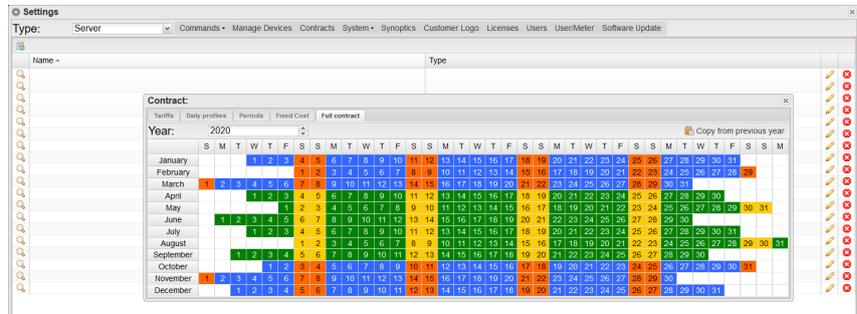 Settings
Type: Server Commands Manage Devices Contracts System Synoptics Customer Logo Licenses Users User/Meter Software Update
Name Type
Contract:
Tariffs Daily profiles Periods Fixed Cost Full contract
Year: 2020 Copy from previous year
S M T W T F S S M T W T F S S M T W T F S S M T W T F S S M T W T F S S M
January 1 2 3 4 5 6 7 8 9 10 11 12 13 14 15 16 17 18 19 20 21 22 23 24 25 26 27 28 29 30 31
February 1 2 3 4 5 6 7 8 9 10 11 12 13 14 15 16 17 18 19 20 21 22 23 24 25 26 27 28 29
March 1 2 3 4 5 6 7 8 9 10 11 12 13 14 15 16 17 18 19 20 21 22 23 24 25 26 27 28 29 30 31
April 1 2 3 4 5 6 7 8 9 10 11 12 13 14 15 16 17 18 19 20 21 22 23 24 25 26 27 28 29 30
May 1 2 3 4 5 6 7 8 9 10 11 12 13 14 15 16 17 18 19 20 21 22 23 24 25 26 27 28 29 30 31
June 1 2 3 4 5 6 7 8 9 10 11 12 13 14 15 16 17 18 19 20 21 22 23 24 25 26 27 28 29 30
July 1 2 3 4 5 6 7 8 9 10 11 12 13 14 15 16 17 18 19 20 21 22 23 24 25 26 27 28 29 30 31
August 1 2 3 4 5 6 7 8 9 10 11 12 13 14 15 16 17 18 19 20 21 22 23 24 25 26 27 28 29 30 31
September 1 2 3 4 5 6 7 8 9 10 11 12 13 14 15 16 17 18 19 20 21 22 23 24 25 26 27 28 29 30
October 1 2 3 4 5 6 7 8 9 10 11 12 13 14 15 16 17 18 19 20 21 22 23 24 25 26 27 28 29 30 31
November 1 2 3 4 5 6 7 8 9 10 11 12 13 14 15 16 17 18 19 20 21 22 23 24 25 26 27 28 29 30
December 1 2 3 4 5 6 7 8 9 10 11 12 13 14 15 16 17 18 19 20 21 22 23 24 25 26 27 28 29 30 31